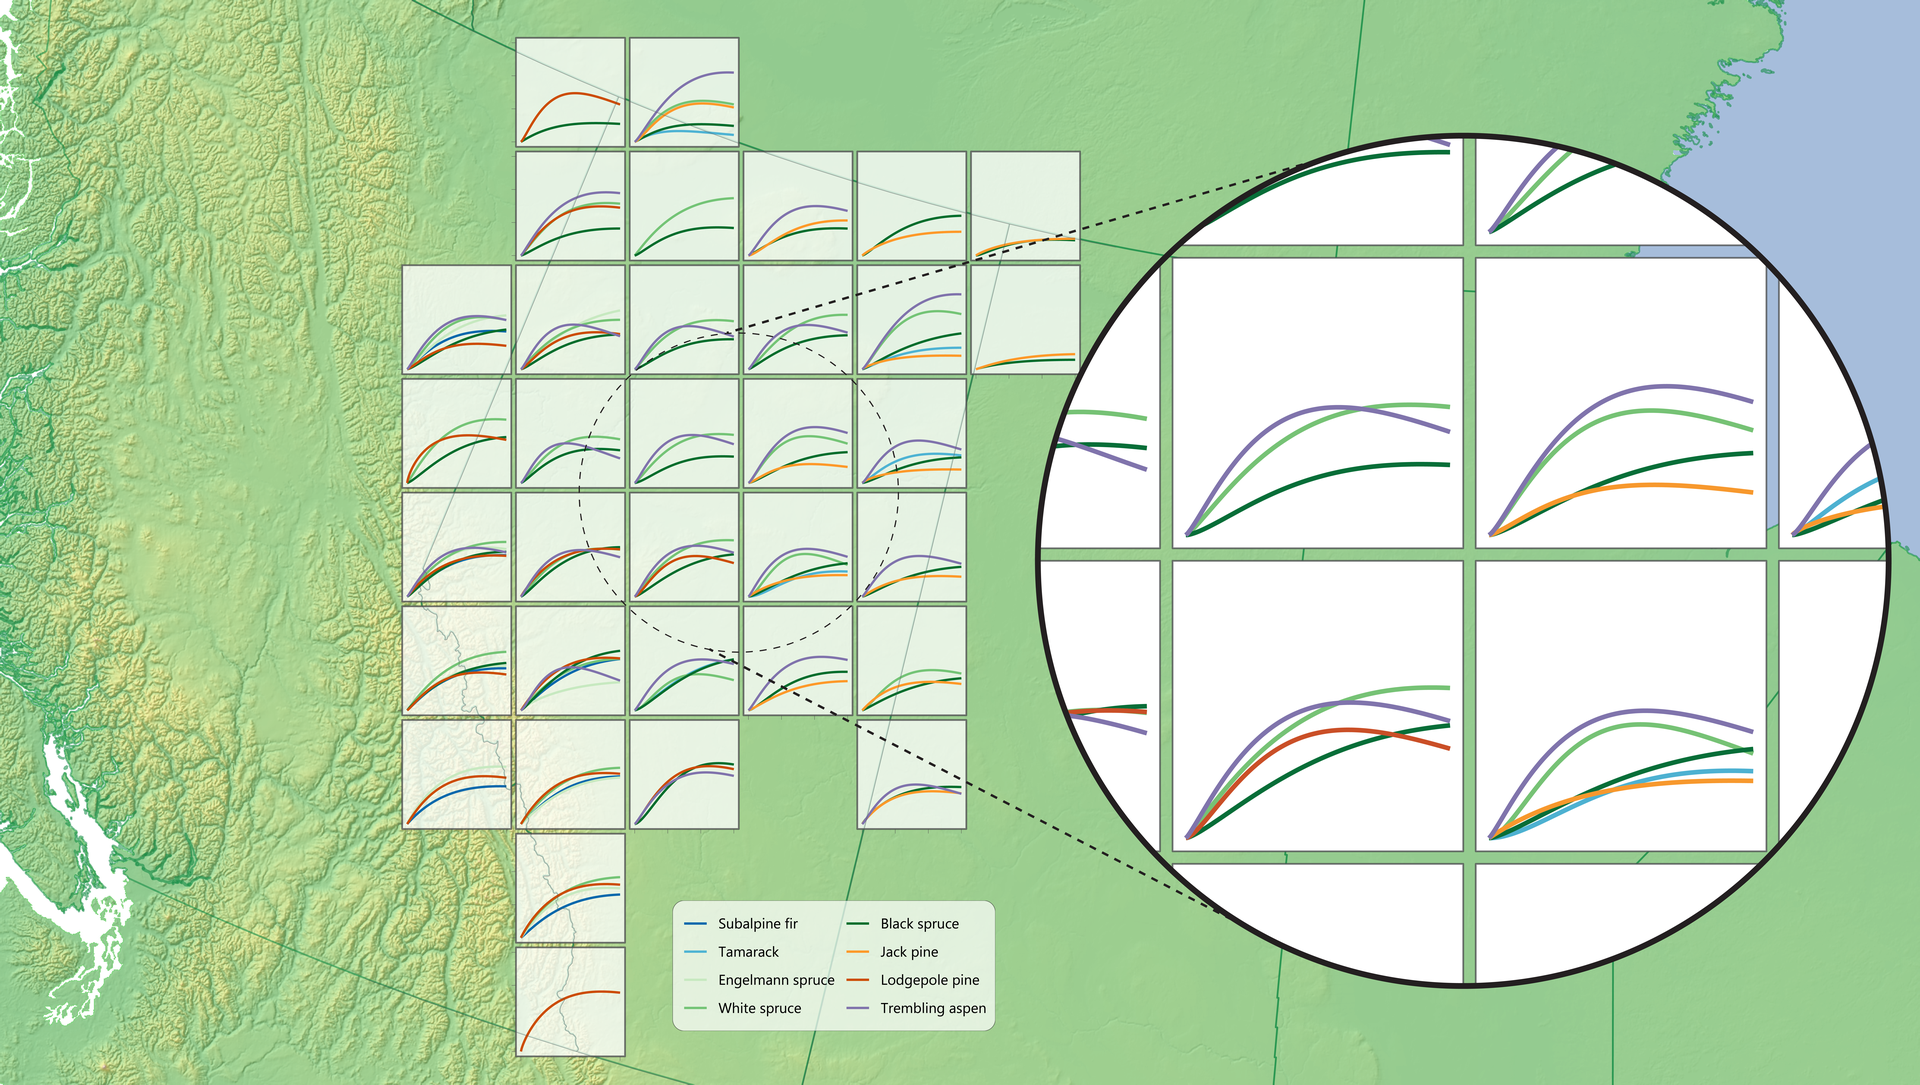 Subalpine fir
Tamarack
Engelmann spruce
White spruce
Black spruce
Jack pine
Lodgepole pine
Trembling aspen